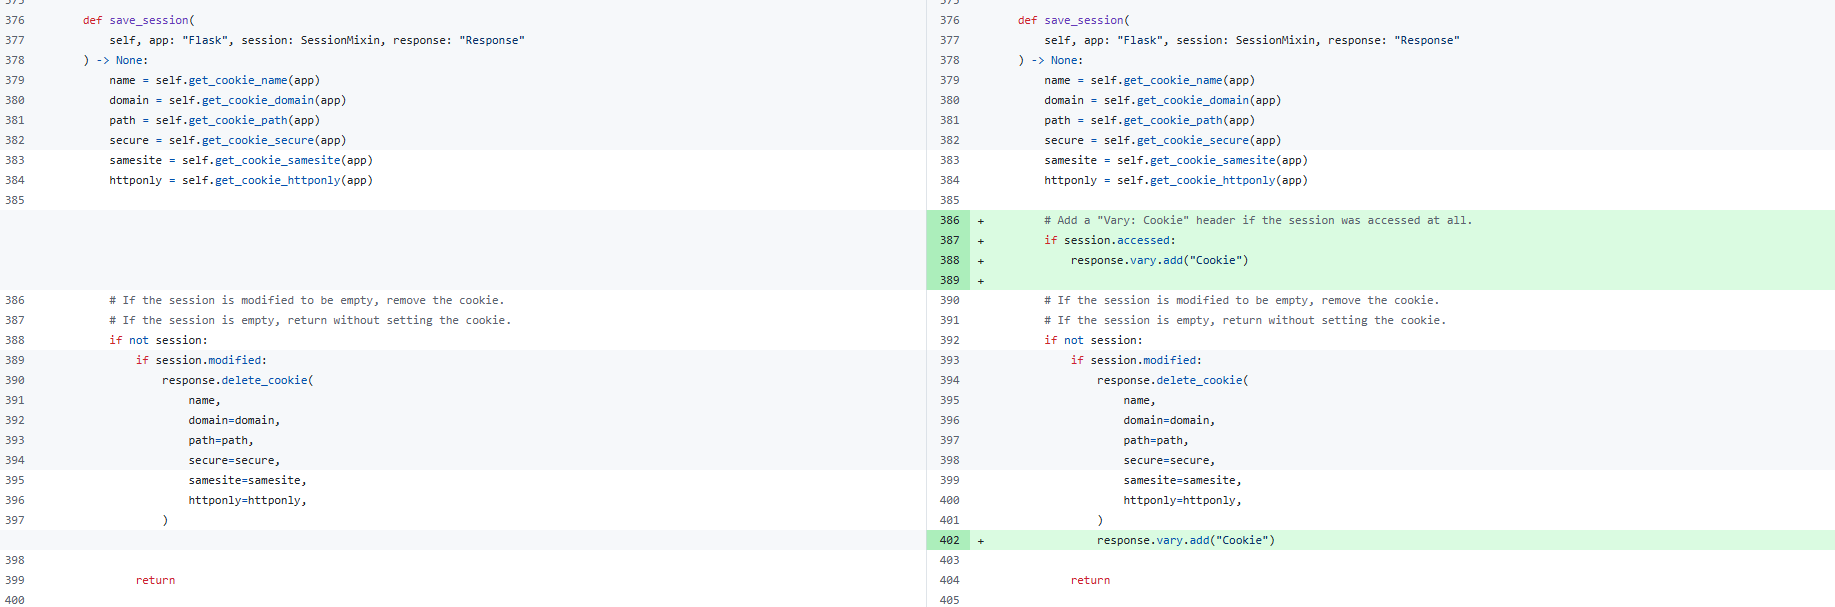 376 def save_session(
377 self, app: "Flask", session: SessionMixin, response: "Response"
378 ) -> None:
379 name = self.get_cookie_name(app)
380 domain = self.get_cookie_domain(app)
381 path = self.get_cookie_path(app)
382 secure = self.get_cookie_secure(app)
383 samesite = self.get_cookie_samesite(app)
384 httponly = self.get_cookie_httponly(app)
385
386 # If the session is modified to be empty, remove the cookie.
387 # If the session is empty, return without setting the cookie.
388 if not session:
389 if session.modified:
390 response.delete_cookie(
391 name,
392 domain=domain,
393 path=path,
394 secure=secure,
395 samesite=samesite,
396 httponly=httponly,
397 )
398
399 return
400
376 def save_session(
377 self, app: "Flask", session: SessionMixin, response: "Response"
378 ) -> None:
379 name = self.get_cookie_name(app)
380 domain = self.get_cookie_domain(app)
381 path = self.get_cookie_path(app)
382 secure = self.get_cookie_secure(app)
383 samesite = self.get_cookie_samesite(app)
384 httponly = self.get_cookie_httponly(app)
385
386 + # Add a "Vary: Cookie" header if the session was accessed at all.
387 + if session.accessed:
388 + response.vary.add("Cookie")
389 +
390 # If the session is modified to be empty, remove the cookie.
391 # If the session is empty, return without setting the cookie.
392 if not session:
393 if session.modified:
394 response.delete_cookie(
395 name,
396 domain=domain,
397 path=path,
398 secure=secure,
399 samesite=samesite,
400 httponly=httponly,
401 )
402 + response.vary.add("Cookie")
403
404 return
405